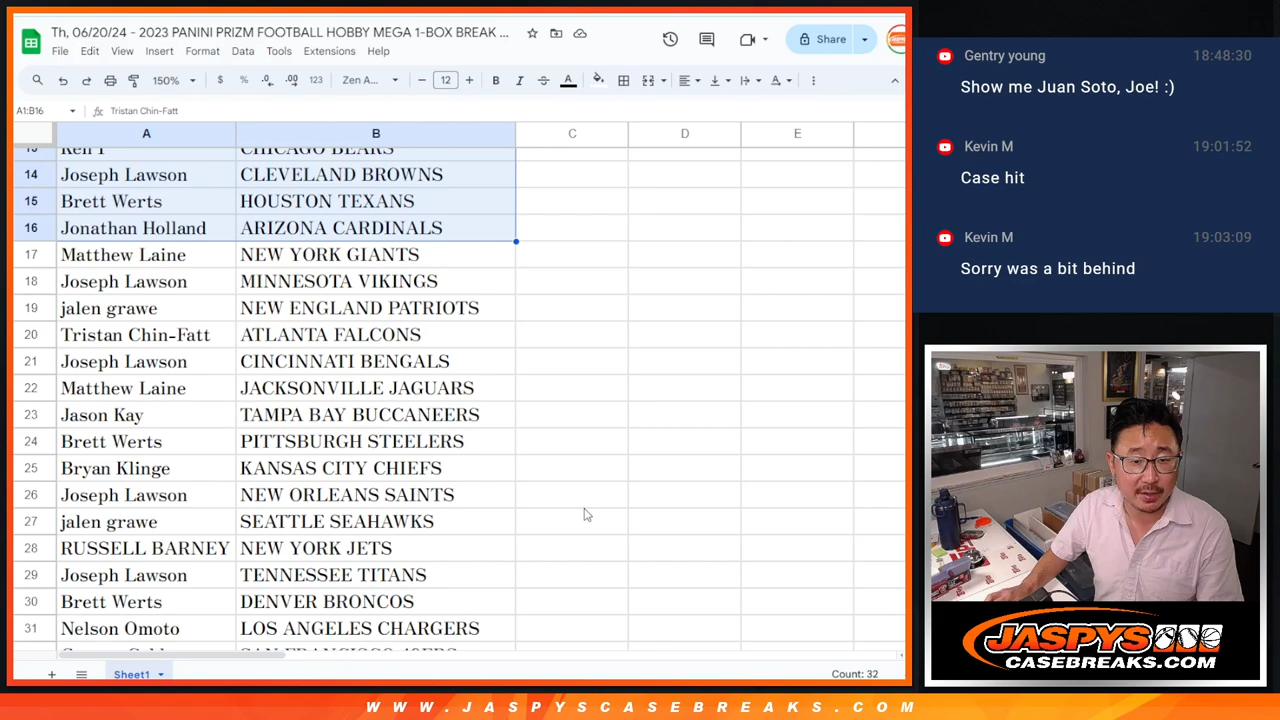 Th, 06/20/24 - 2023 PANINI PRIZM FOOTBALL HOBBY MEGA 1-BOX BREAK ...
File Edit View Insert Format Data Tools Extensions Help
Share
150% $ % .0 .00 123 Zen A... 12 B I A
A1:B16 Tristan Chin-Fatt
A B C D E
CHICAGO BEARS
14 Joseph Lawson CLEVELAND BROWNS
15 Brett Werts HOUSTON TEXANS
16 Jonathan Holland ARIZONA CARDINALS
17 Matthew Laine NEW YORK GIANTS
18 Joseph Lawson MINNESOTA VIKINGS
19 jalen grawe NEW ENGLAND PATRIOTS
20 Tristan Chin-Fatt ATLANTA FALCONS
21 Joseph Lawson CINCINNATI BENGALS
22 Matthew Laine JACKSONVILLE JAGUARS
23 Jason Kay TAMPA BAY BUCCANEERS
24 Brett Werts PITTSBURGH STEELERS
25 Bryan Klinge KANSAS CITY CHIEFS
26 Joseph Lawson NEW ORLEANS SAINTS
27 jalen grawe SEATTLE SEAHAWKS
28 RUSSELL BARNEY NEW YORK JETS
29 Joseph Lawson TENNESSEE TITANS
30 Brett Werts DENVER BRONCOS
31 Nelson Omoto LOS ANGELES CHARGERS
SAN FRANCISCO 49ERS
Sheet1
Count: 32
Gentry young 18:48:30
Show me Juan Soto, Joe! :)
Kevin M 19:01:52
Case hit
Kevin M 19:03:09
Sorry was a bit behind
JASPYS
CASEBREAKS.COM
WWW.JASPYSCASEBREAKS.COM